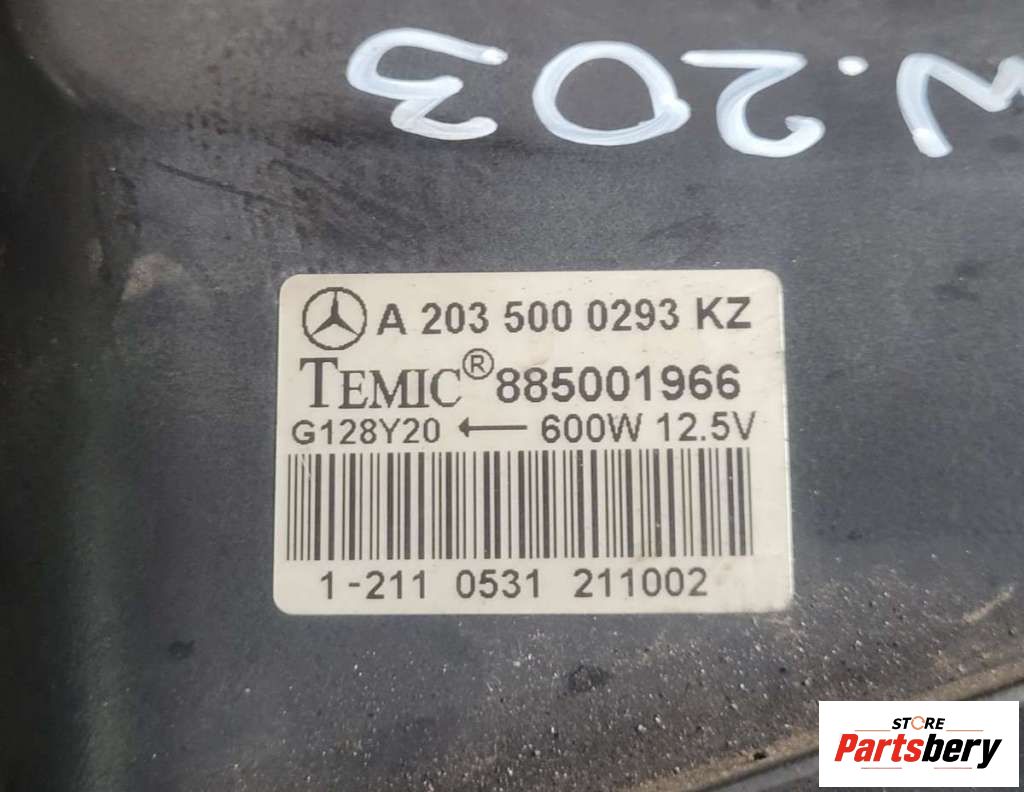 W.203
A 203 500 0293 KZ
TEMIC® 885001966
G128Y20 ← 600W 12.5V
1-211 0531 211002
STORE
Partsbery